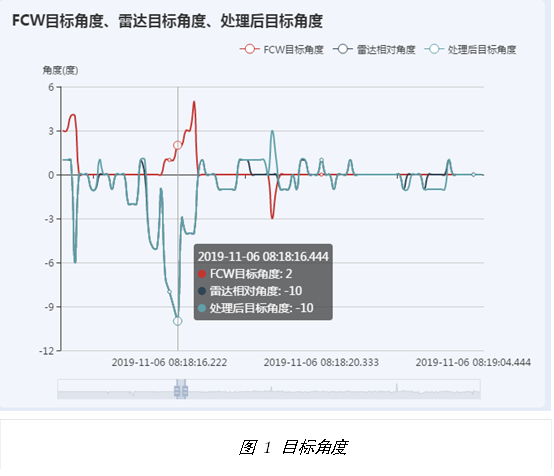 FCW目标角度、雷达目标角度、处理后目标角度
FCW目标角度 雷达相对角度 处理后目标角度
角度(度)
6
3
0
-3
-6
-9
-12
2019-11-06 08:18:16.444
FCW目标角度: 2
雷达相对角度: -10
处理后目标角度: -10
2019-11-06 08:18:16.222 2019-11-06 08:18:20.333 2019-11-06 08:19:04.444
图 1 目标角度